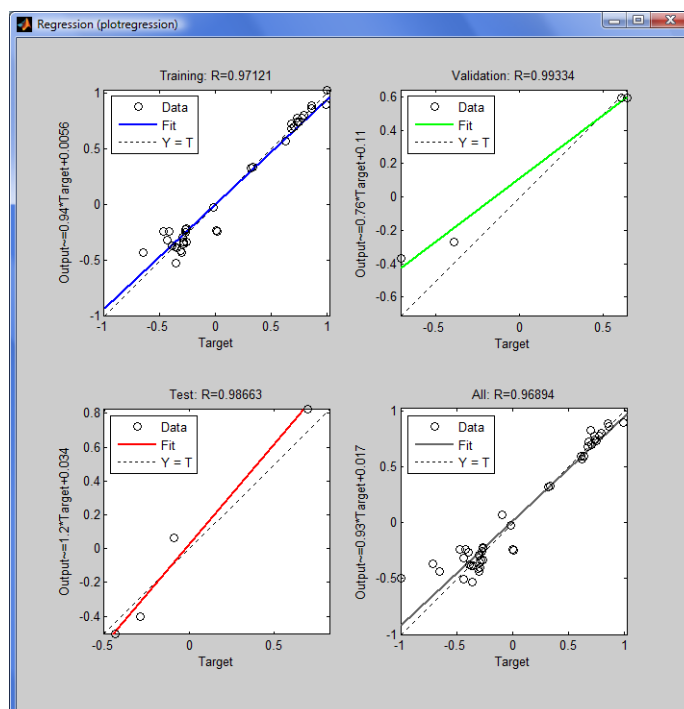 Regression (plotregression)
Training: R=0.97121
Output~=0.94*Target+0.0056
1
0.5
0
-0.5
-1
Data
Fit
Y = T
-1
-0.5
0
0.5
1
Target
Validation: R=0.99334
Output~=0.76*Target+0.11
0.6
0.4
0.2
0
-0.2
-0.4
-0.6
Data
Fit
Y = T
-0.5
0
0.5
Target
Test: R=0.98663
Output~=1.2*Target+0.034
0.8
0.6
0.4
0.2
0
-0.2
-0.4
Data
Fit
Y = T
-0.5
0
0.5
Target
All: R=0.96894
Output~=0.93*Target+0.017
1
0.5
0
-0.5
-1
Data
Fit
Y = T
-1
-0.5
0
0.5
1
Target